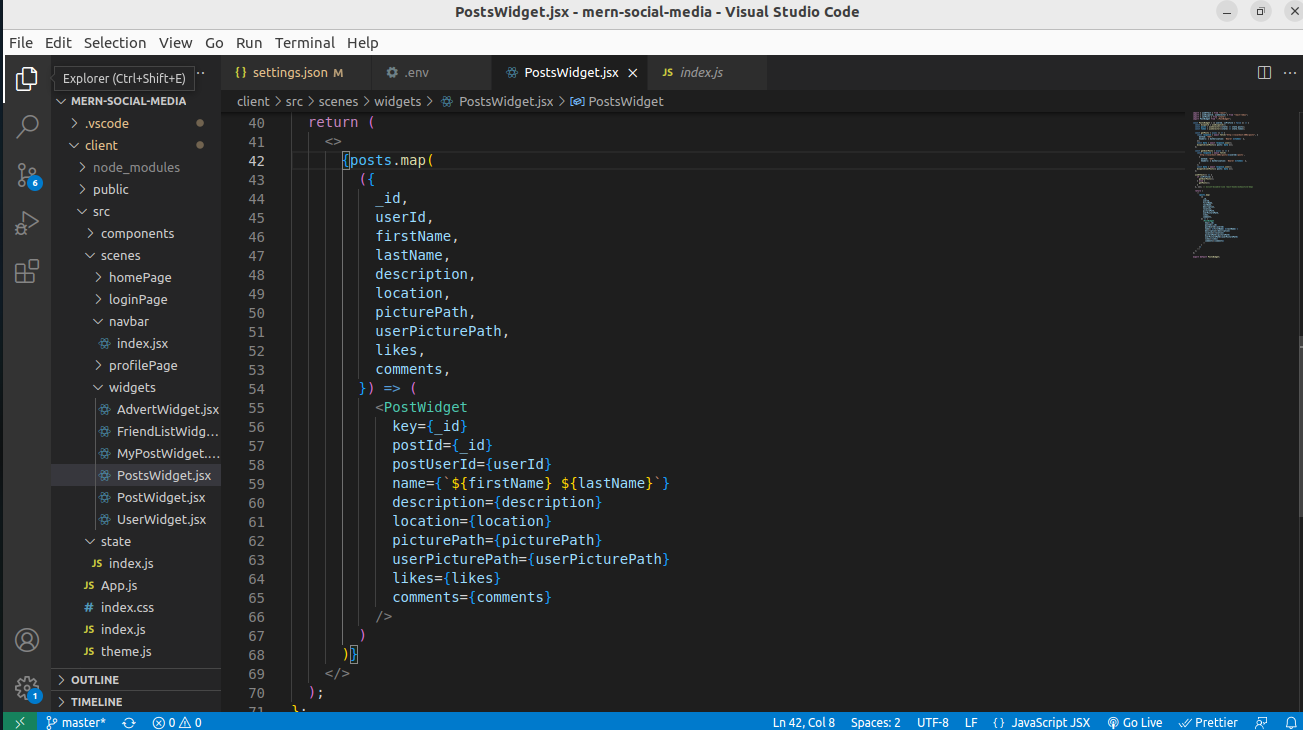 PostsWidget.jsx - mern-social-media - Visual Studio Code
File Edit Selection View Go Run Terminal Help
Explorer (Ctrl+Shift+E)
{} settings.json M
.env
PostsWidget.jsx
JS index.js
client > src > scenes > widgets > PostsWidget.jsx > PostsWidget
MERN-SOCIAL-MEDIA
.vscode
client
node_modules
public
src
components
scenes
homePage
loginPage
navbar
index.jsx
profilePage
widgets
AdvertWidget.jsx
FriendListWidg...
MyPostWidget....
PostsWidget.jsx
PostWidget.jsx
UserWidget.jsx
state
JS index.js
JS App.js
# index.css
JS index.js
JS theme.js
OUTLINE
TIMELINE
6
1
40 return (
41 <>
42 {posts.map(
43 ({
44 _id,
45 userId,
46 firstName,
47 lastName,
48 description,
49 location,
50 picturePath,
51 userPicturePath,
52 likes,
53 comments,
54 }) => (
55 <PostWidget
56 key={_id}
57 postId={_id}
58 postUserId={userId}
59 name={`${firstName} ${lastName}`}
60 description={description}
61 location={location}
62 picturePath={picturePath}
63 userPicturePath={userPicturePath}
64 likes={likes}
65 comments={comments}
66 />
67 )
68 )}
69 </>
70 );
71 };
master* 0 0 Ln 42, Col 8 Spaces: 2 UTF-8 LF {} JavaScript JSX Go Live Prettier